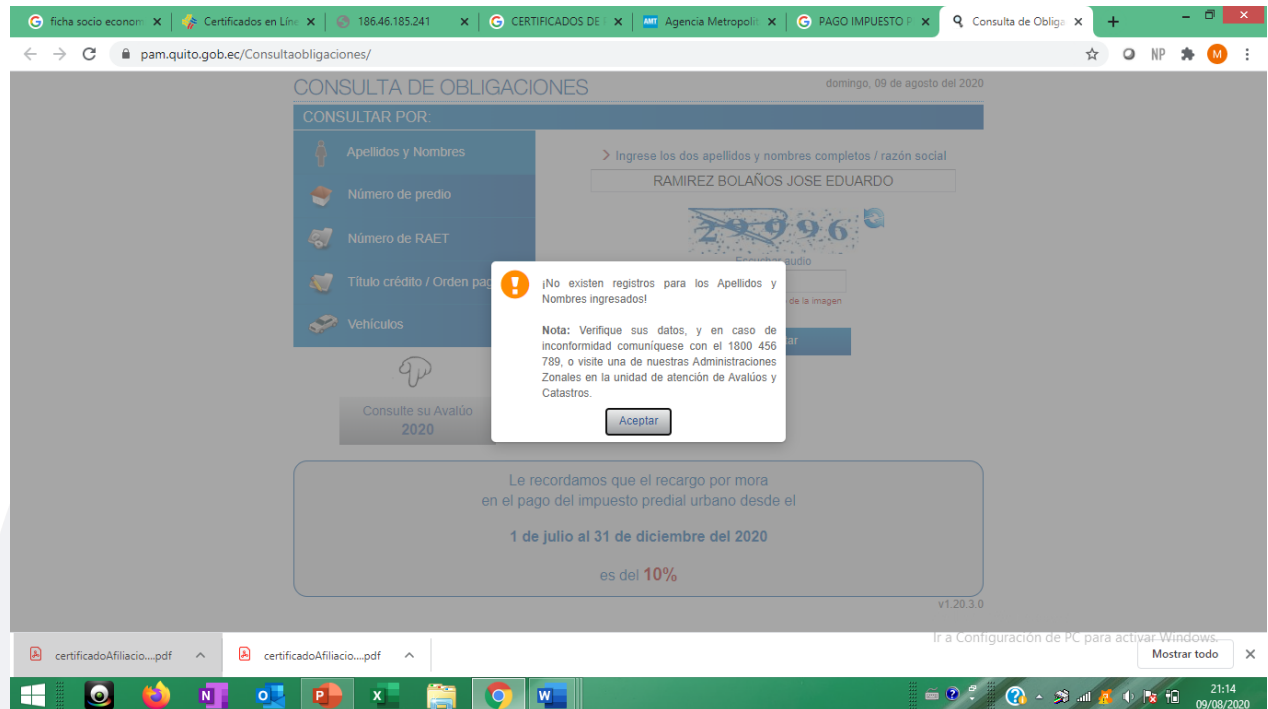 ficha socio econom
Certificados en Líne
186.46.185.241
CERTIFICADOS DE
AMT Agencia Metropolit
PAGO IMPUESTO P
Consulta de Obliga
pam.quito.gob.ec/Consultaobligaciones/
NP
M
CONSULTA DE OBLIGACIONES
domingo, 09 de agosto del 2020
CONSULTAR POR:
Apellidos y Nombres
Número de predio
Número de RAET
Título crédito / Orden pag
Vehículos
Ingrese los dos apellidos y nombres completos / razón social
RAMIREZ BOLAÑOS JOSE EDUARDO
29996
Escuchar audio
de la imagen
ar
¡No existen registros para los Apellidos y
Nombres ingresados!
Nota: Verifique sus datos, y en caso de
inconformidad comuníquese con el 1800 456
789, o visite una de nuestras Administraciones
Zonales en la unidad de atención de Avalúos y
Catastros.
Aceptar
Consulte su Avalúo
2020
Le recordamos que el recargo por mora
en el pago del impuesto predial urbano desde el
1 de julio al 31 de diciembre del 2020
es del 10%
v1.20.3.0
Ir a Configuración de PC para activar Windows.
certificadoAfiliacio....pdf
certificadoAfiliacio....pdf
Mostrar todo
21:14
09/08/2020